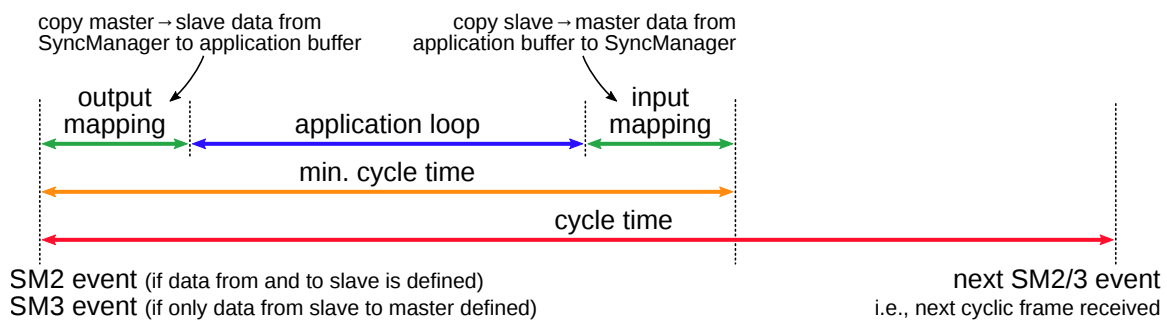 copy master→slave data from
SyncManager to application buffer
copy slave→master data from
application buffer to SyncManager
output
mapping
application loop
input
mapping
min. cycle time
cycle time
SM2 event (if data from and to slave is defined)
SM3 event (if only data from slave to master defined)
next SM2/3 event
i.e., next cyclic frame received